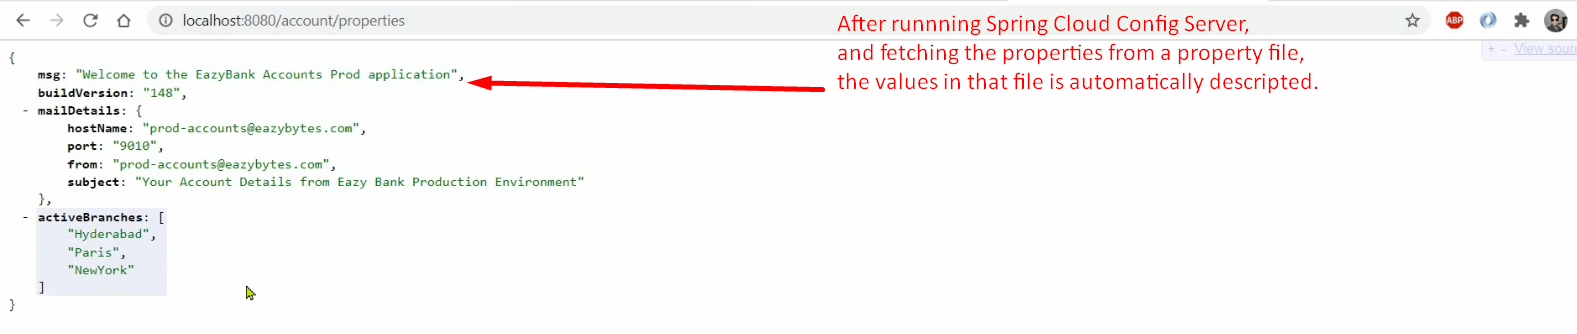 localhost:8080/account/properties
After runnning Spring Cloud Config Server,
and fetching the properties from a property file,
the values in that file is automatically descripted.
ABP
+ - View sour
{
msg: "Welcome to the EazyBank Accounts Prod application",
buildVersion: "148",
- mailDetails: {
hostName: "prod-accounts@eazybytes.com",
port: "9010",
from: "prod-accounts@eazybytes.com",
subject: "Your Account Details from Eazy Bank Production Environment"
},
- activeBranches: [
"Hyderabad",
"Paris",
"NewYork"
]
}